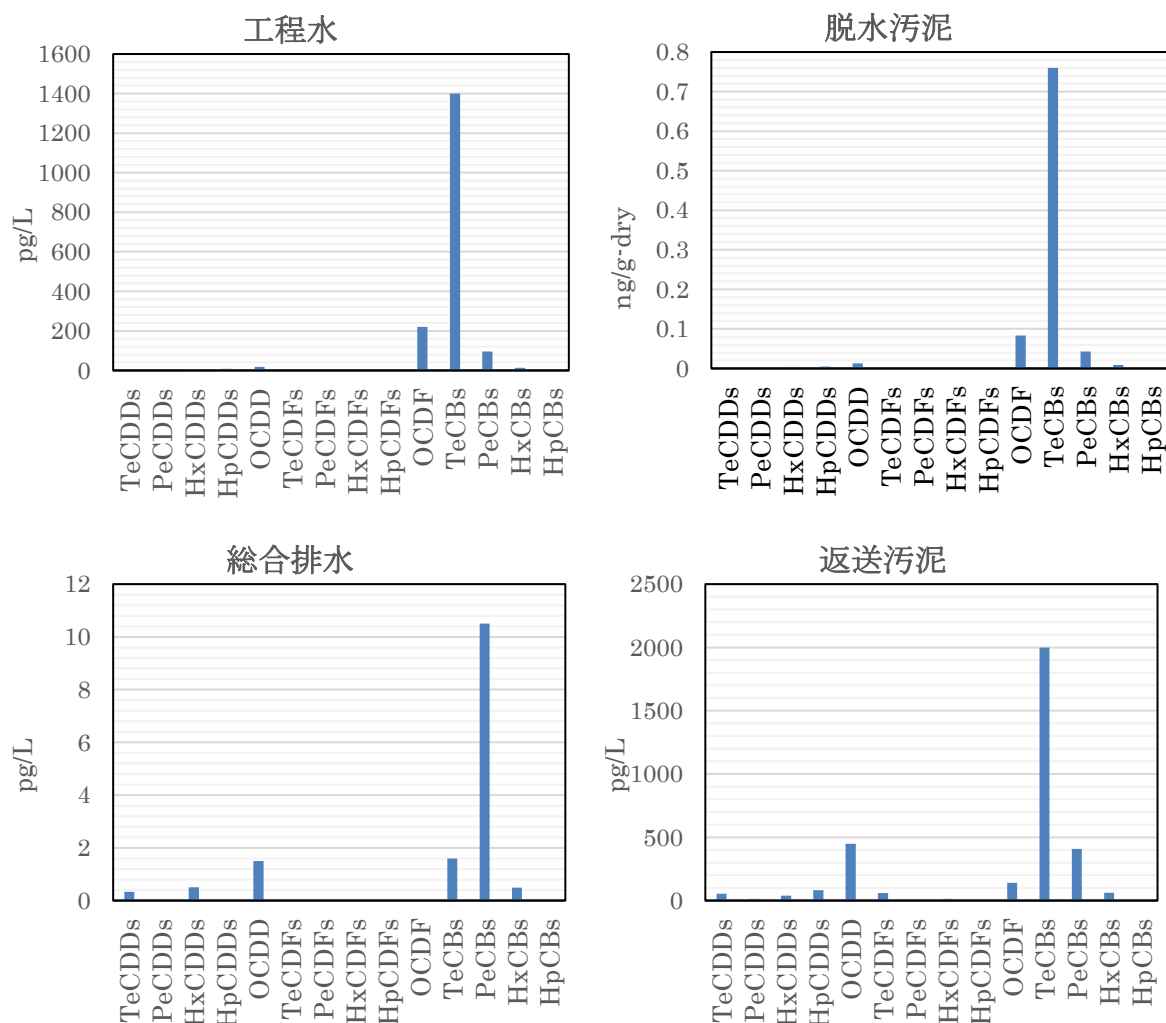 工程水
1600
1400
1200
1000
800
600
400
200
0
pg/L
TeCDDs
PeCDDs
HxCDDs
HpCDDs
OCDD
TeCDFs
PeCDFs
HxCDFs
HpCDFs
OCDF
TeCBs
PeCBs
HxCBs
HpCBs
脱水汚泥
0.8
0.7
0.6
0.5
0.4
0.3
0.2
0.1
0
ng/g-dry
TeCDDs
PeCDDs
HxCDDs
HpCDDs
OCDD
TeCDFs
PeCDFs
HxCDFs
HpCDFs
OCDF
TeCBs
PeCBs
HxCBs
HpCBs
総合排水
12
10
8
6
4
2
0
pg/L
TeCDDs
PeCDDs
HxCDDs
HpCDDs
OCDD
TeCDFs
PeCDFs
HxCDFs
HpCDFs
OCDF
TeCBs
PeCBs
HxCBs
HpCBs
返送汚泥
2500
2000
1500
1000
500
0
pg/L
TeCDDs
PeCDDs
HxCDDs
HpCDDs
OCDD
TeCDFs
PeCDFs
HxCDFs
HpCDFs
OCDF
TeCBs
PeCBs
HxCBs
HpCBs